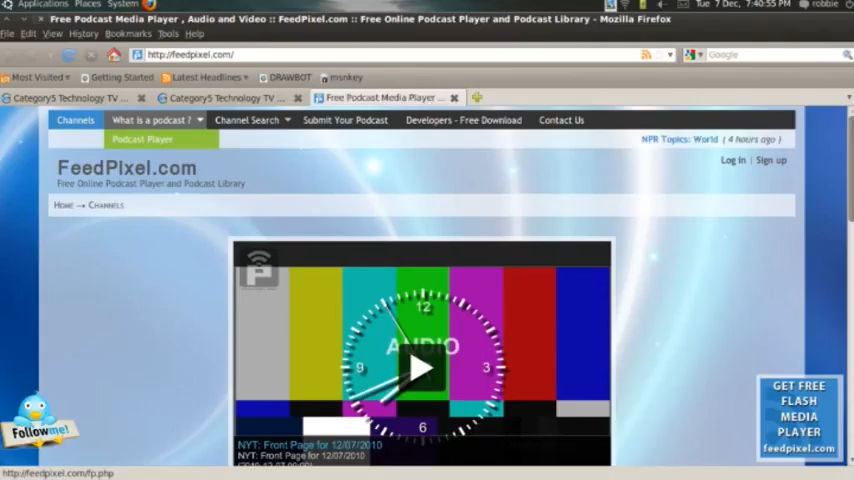 Applications Places System Tue 7 Dec, 7:40:55 PM robbie
Free Podcast Media Player , Audio and Video :: FeedPixel.com :: Free Online Podcast Player and Podcast Library - Mozilla Firefox
File Edit View History Bookmarks Tools Help
http://feedpixel.com/ Google
Most Visited Getting Started Latest Headlines DRAWBOT msnkey
Category5 Technology TV ... Category5 Technology TV ... Free Podcast Media Player ...
Channels What is a podcast ? Channel Search Submit Your Podcast Developers - Free Download Contact Us
Podcast Player NPR Topics: World ( 4 hours ago )
Log in | Sign up
FeedPixel.com
Free Online Podcast Player and Podcast Library
Home → Channels
12
AUDIO
9 3
6
NYT: Front Page for 12/07/2010
NYT: Front Page for 12/07/2010
Follow me!
GET FREE
FLASH
MEDIA
PLAYER
feedpixel.com
http://feedpixel.com/fp.php